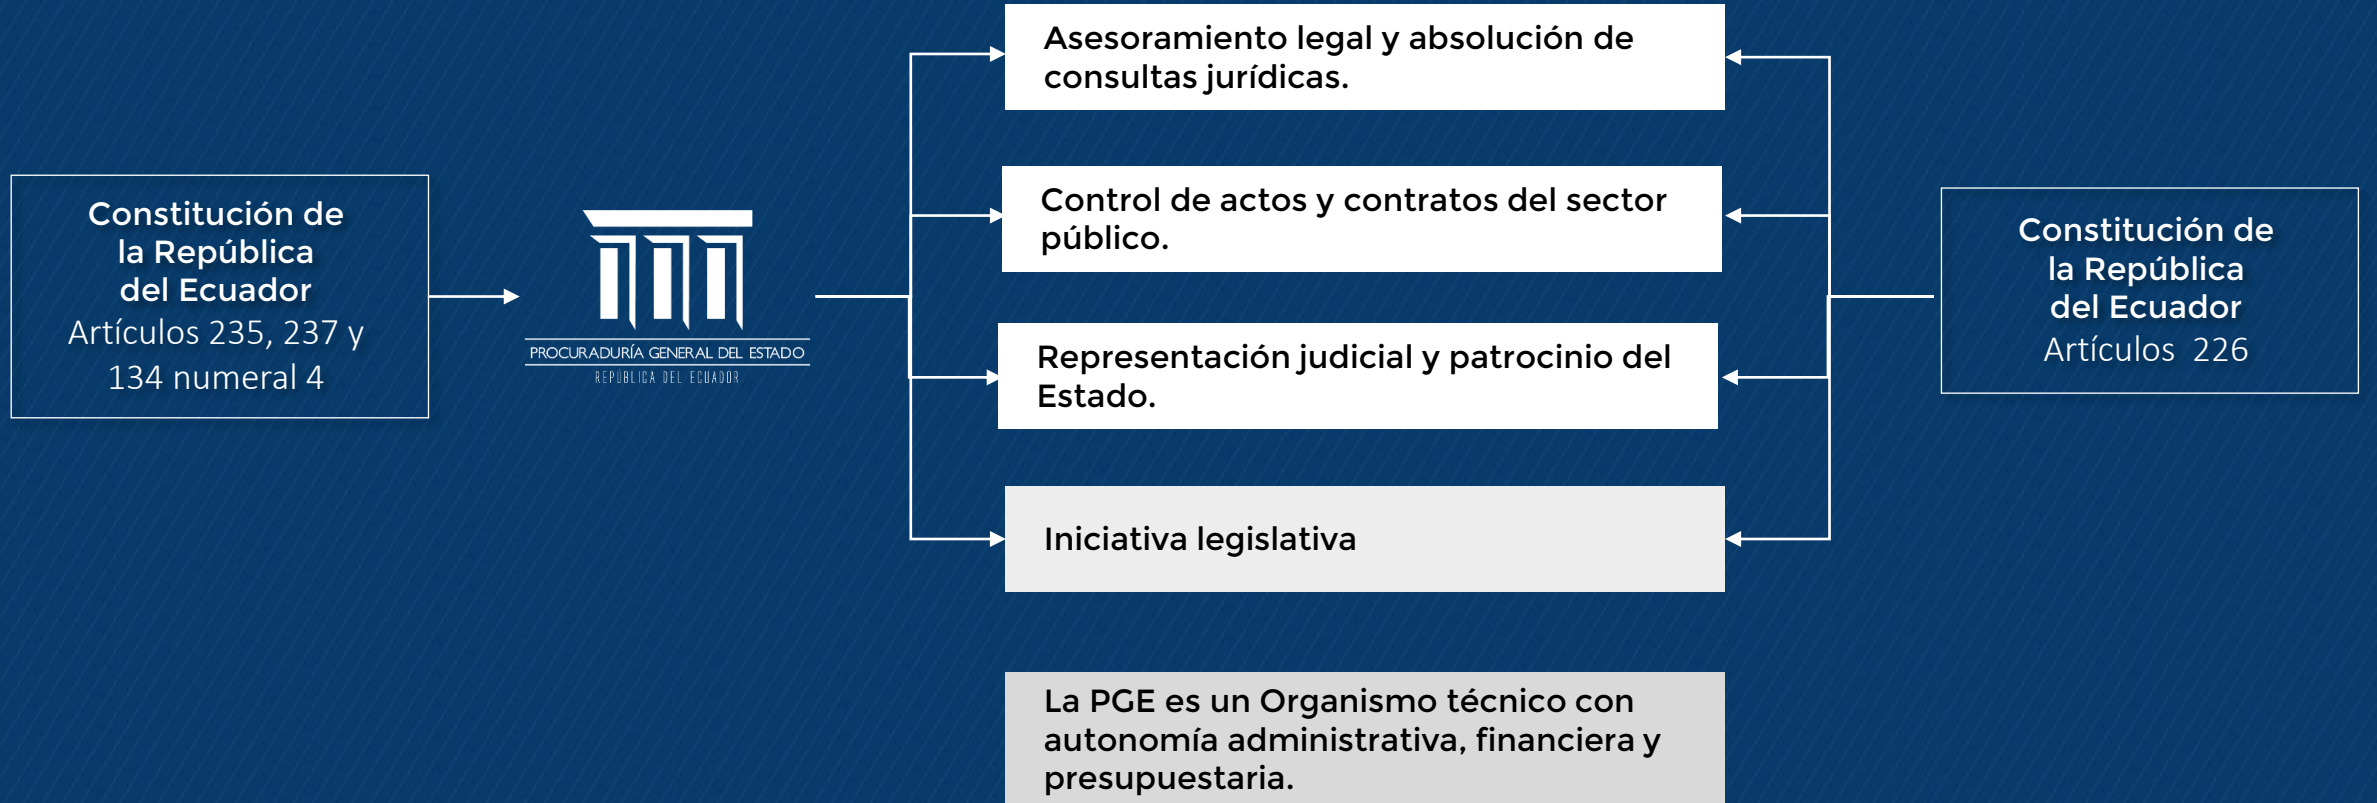 Constitución de
la República
del Ecuador
Artículos 235, 237 y
134 numeral 4
PROCURADURÍA GENERAL DEL ESTADO
REPÚBLICA DEL ECUADOR
Asesoramiento legal y absolución de
consultas jurídicas.
Control de actos y contratos del sector
público.
Representación judicial y patrocinio del
Estado.
Iniciativa legislativa
La PGE es un Organismo técnico con
autonomía administrativa, financiera y
presupuestaria.
Constitución de
la República
del Ecuador
Artículos 226